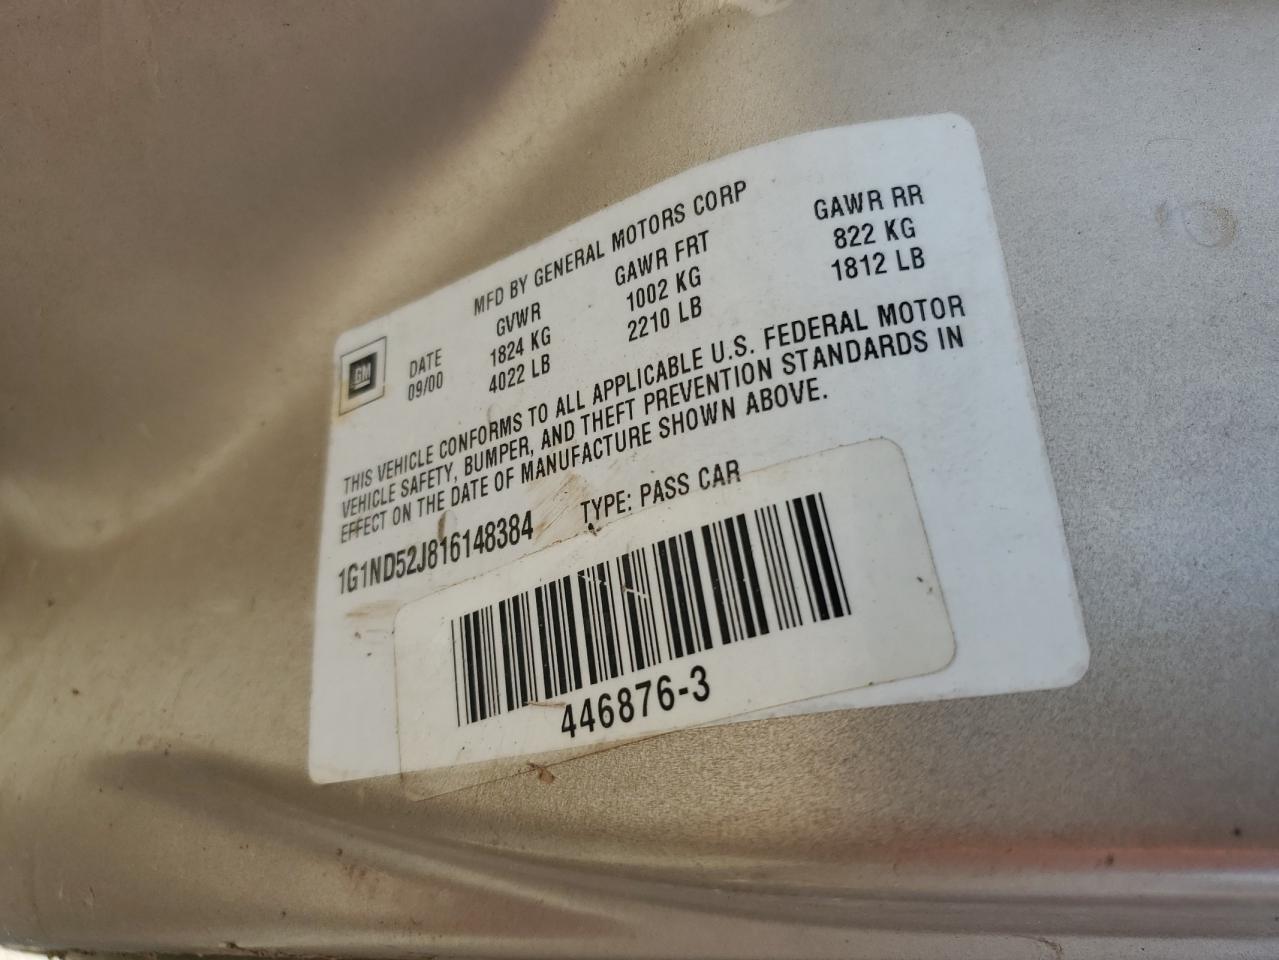 MFD BY GENERAL MOTORS CORP
GM
DATE GVWR GAWR FRT GAWR RR
09/00 1824 KG 1002 KG 822 KG
4022 LB 2210 LB 1812 LB
THIS VEHICLE CONFORMS TO ALL APPLICABLE U.S. FEDERAL MOTOR
VEHICLE SAFETY, BUMPER, AND THEFT PREVENTION STANDARDS IN
EFFECT ON THE DATE OF MANUFACTURE SHOWN ABOVE.
1G1ND52J816148384 TYPE: PASS CAR
446876-3